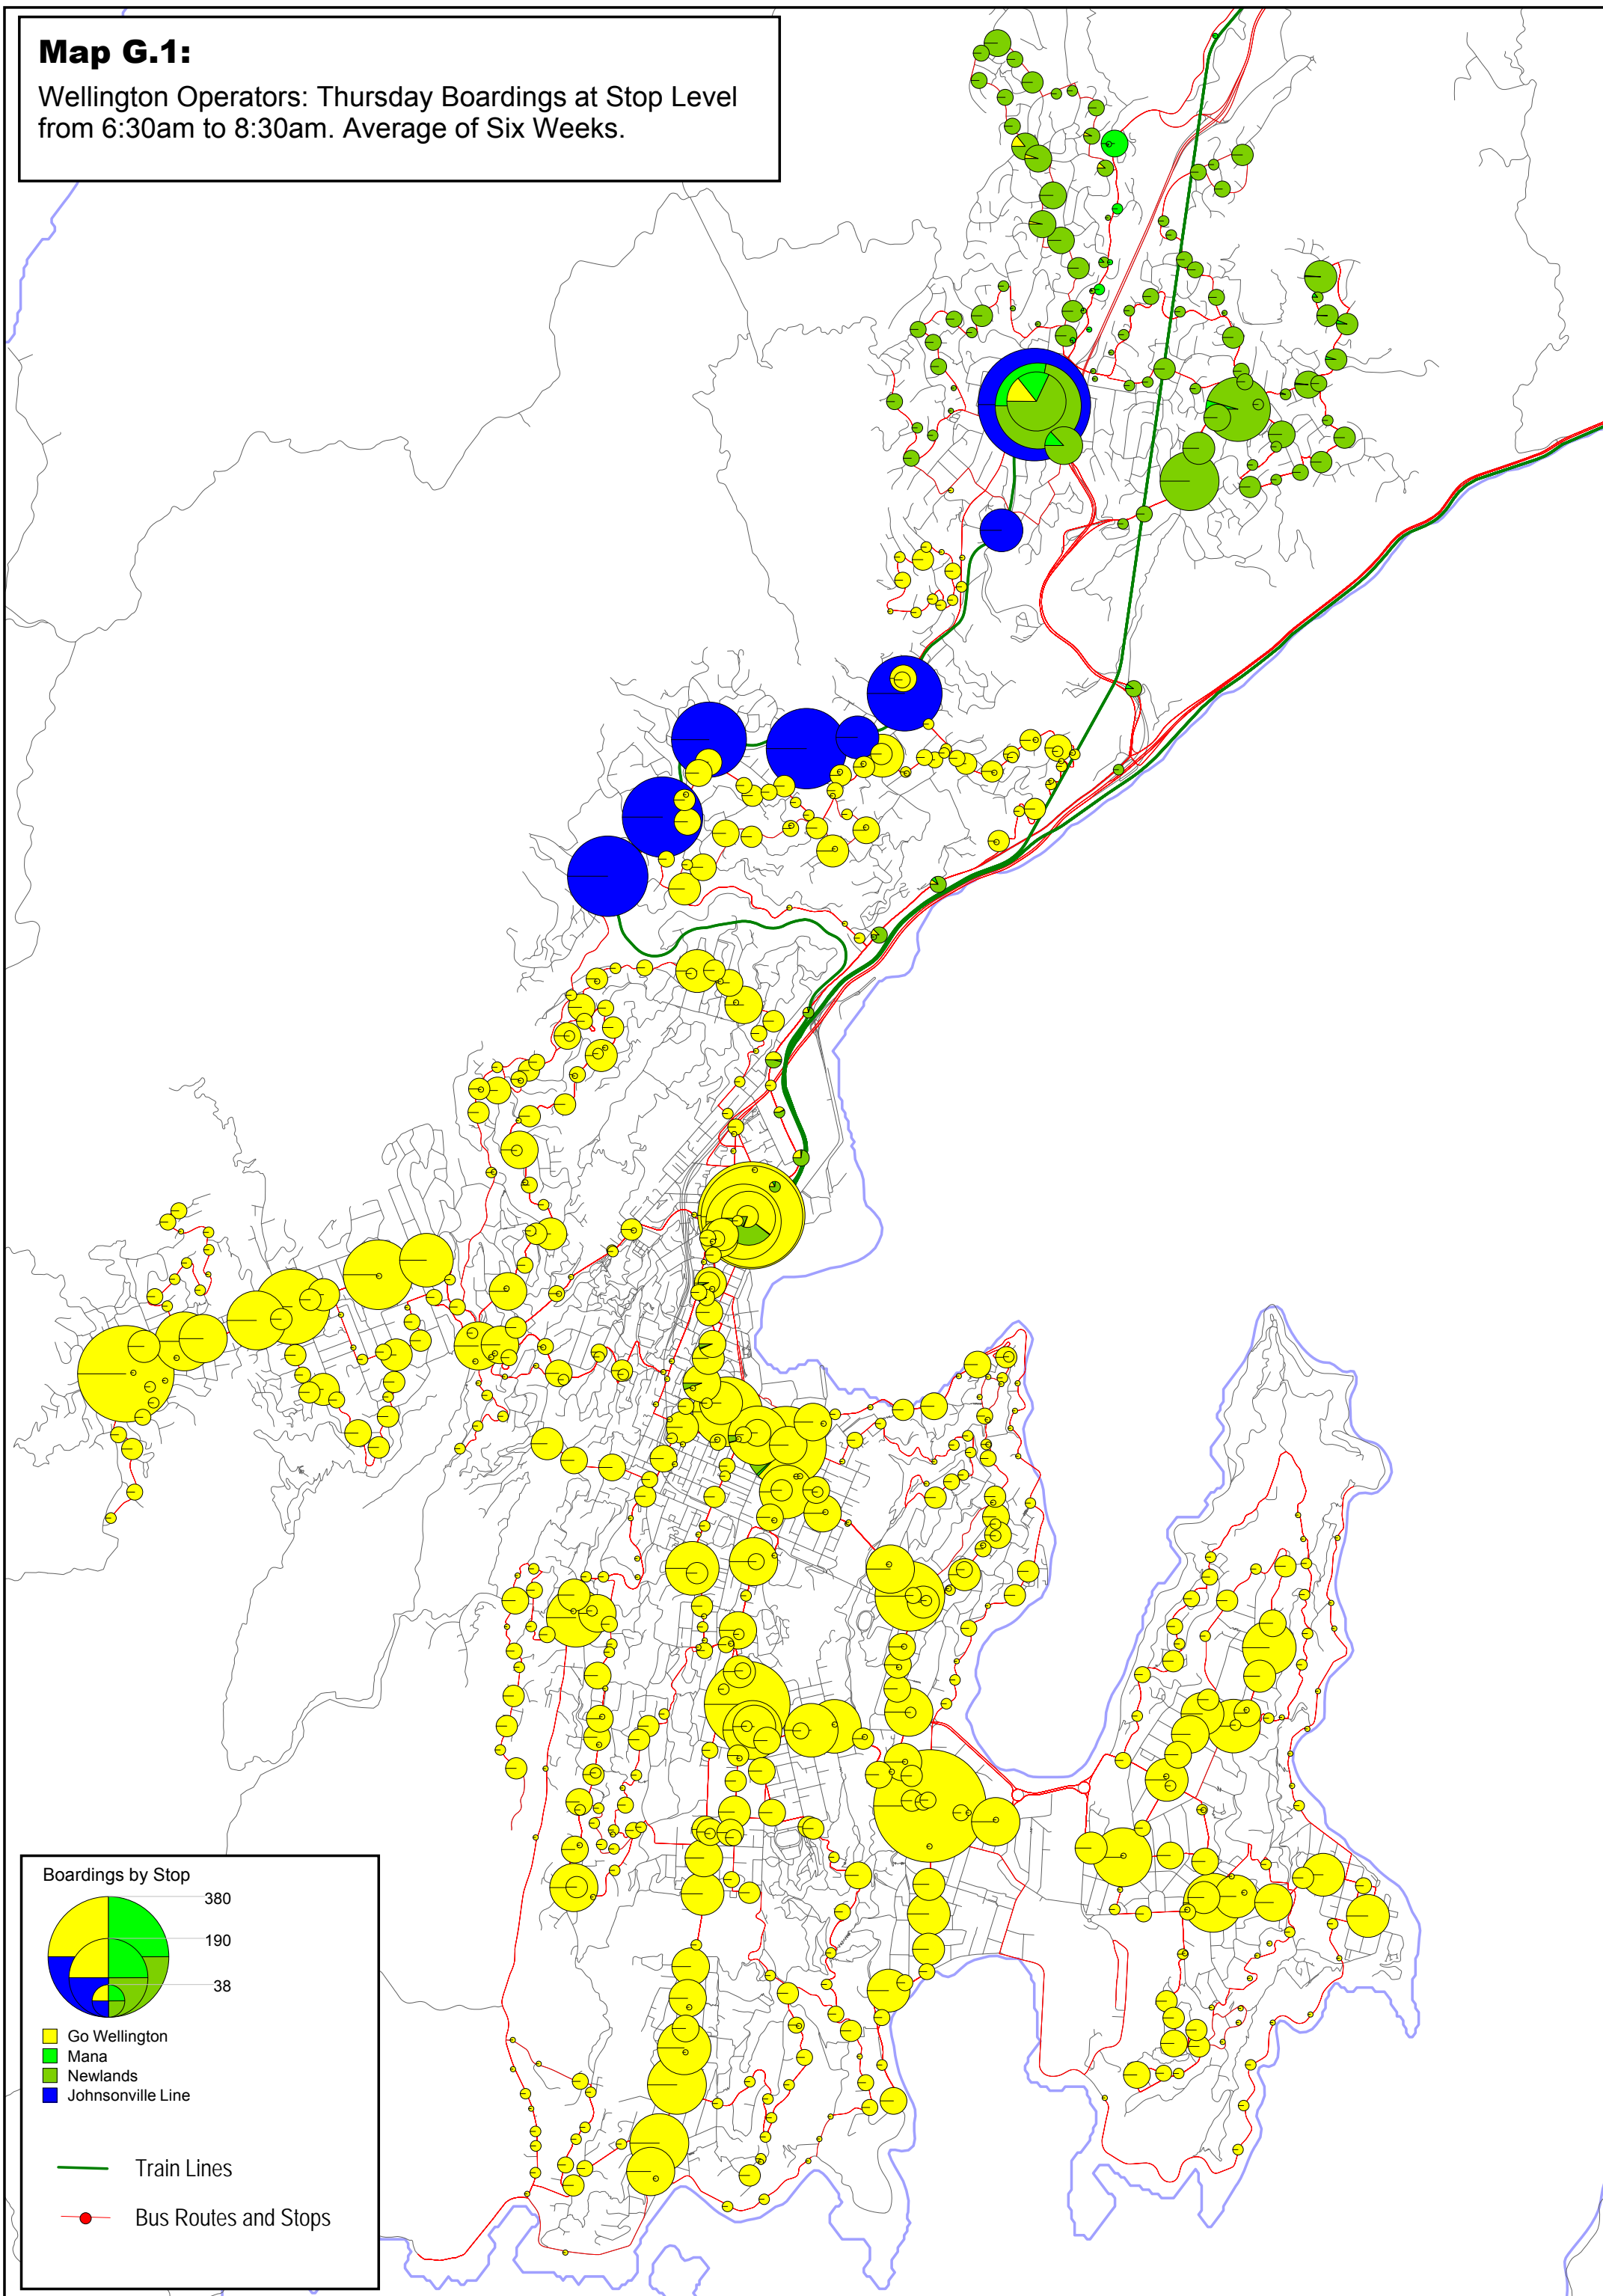 Map G.1:
Wellington Operators: Thursday Boardings at Stop Level
from 6:30am to 8:30am. Average of Six Weeks.
Boardings by Stop
380
190
38
Go Wellington
Mana
Newlands
Johnsonville Line
Train Lines
Bus Routes and Stops